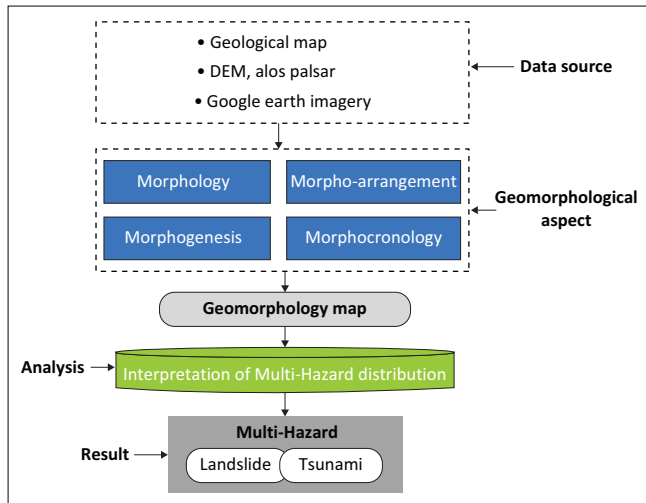 • Geological map
• DEM, alos palsar
• Google earth imagery
Data source
Morphology
Morpho-arrangement
Morphogenesis
Morphocronology
Geomorphological
aspect
Geomorphology map
Analysis
Interpretation of Multi-Hazard distribution
Multi-Hazard
Result
Landslide
Tsunami